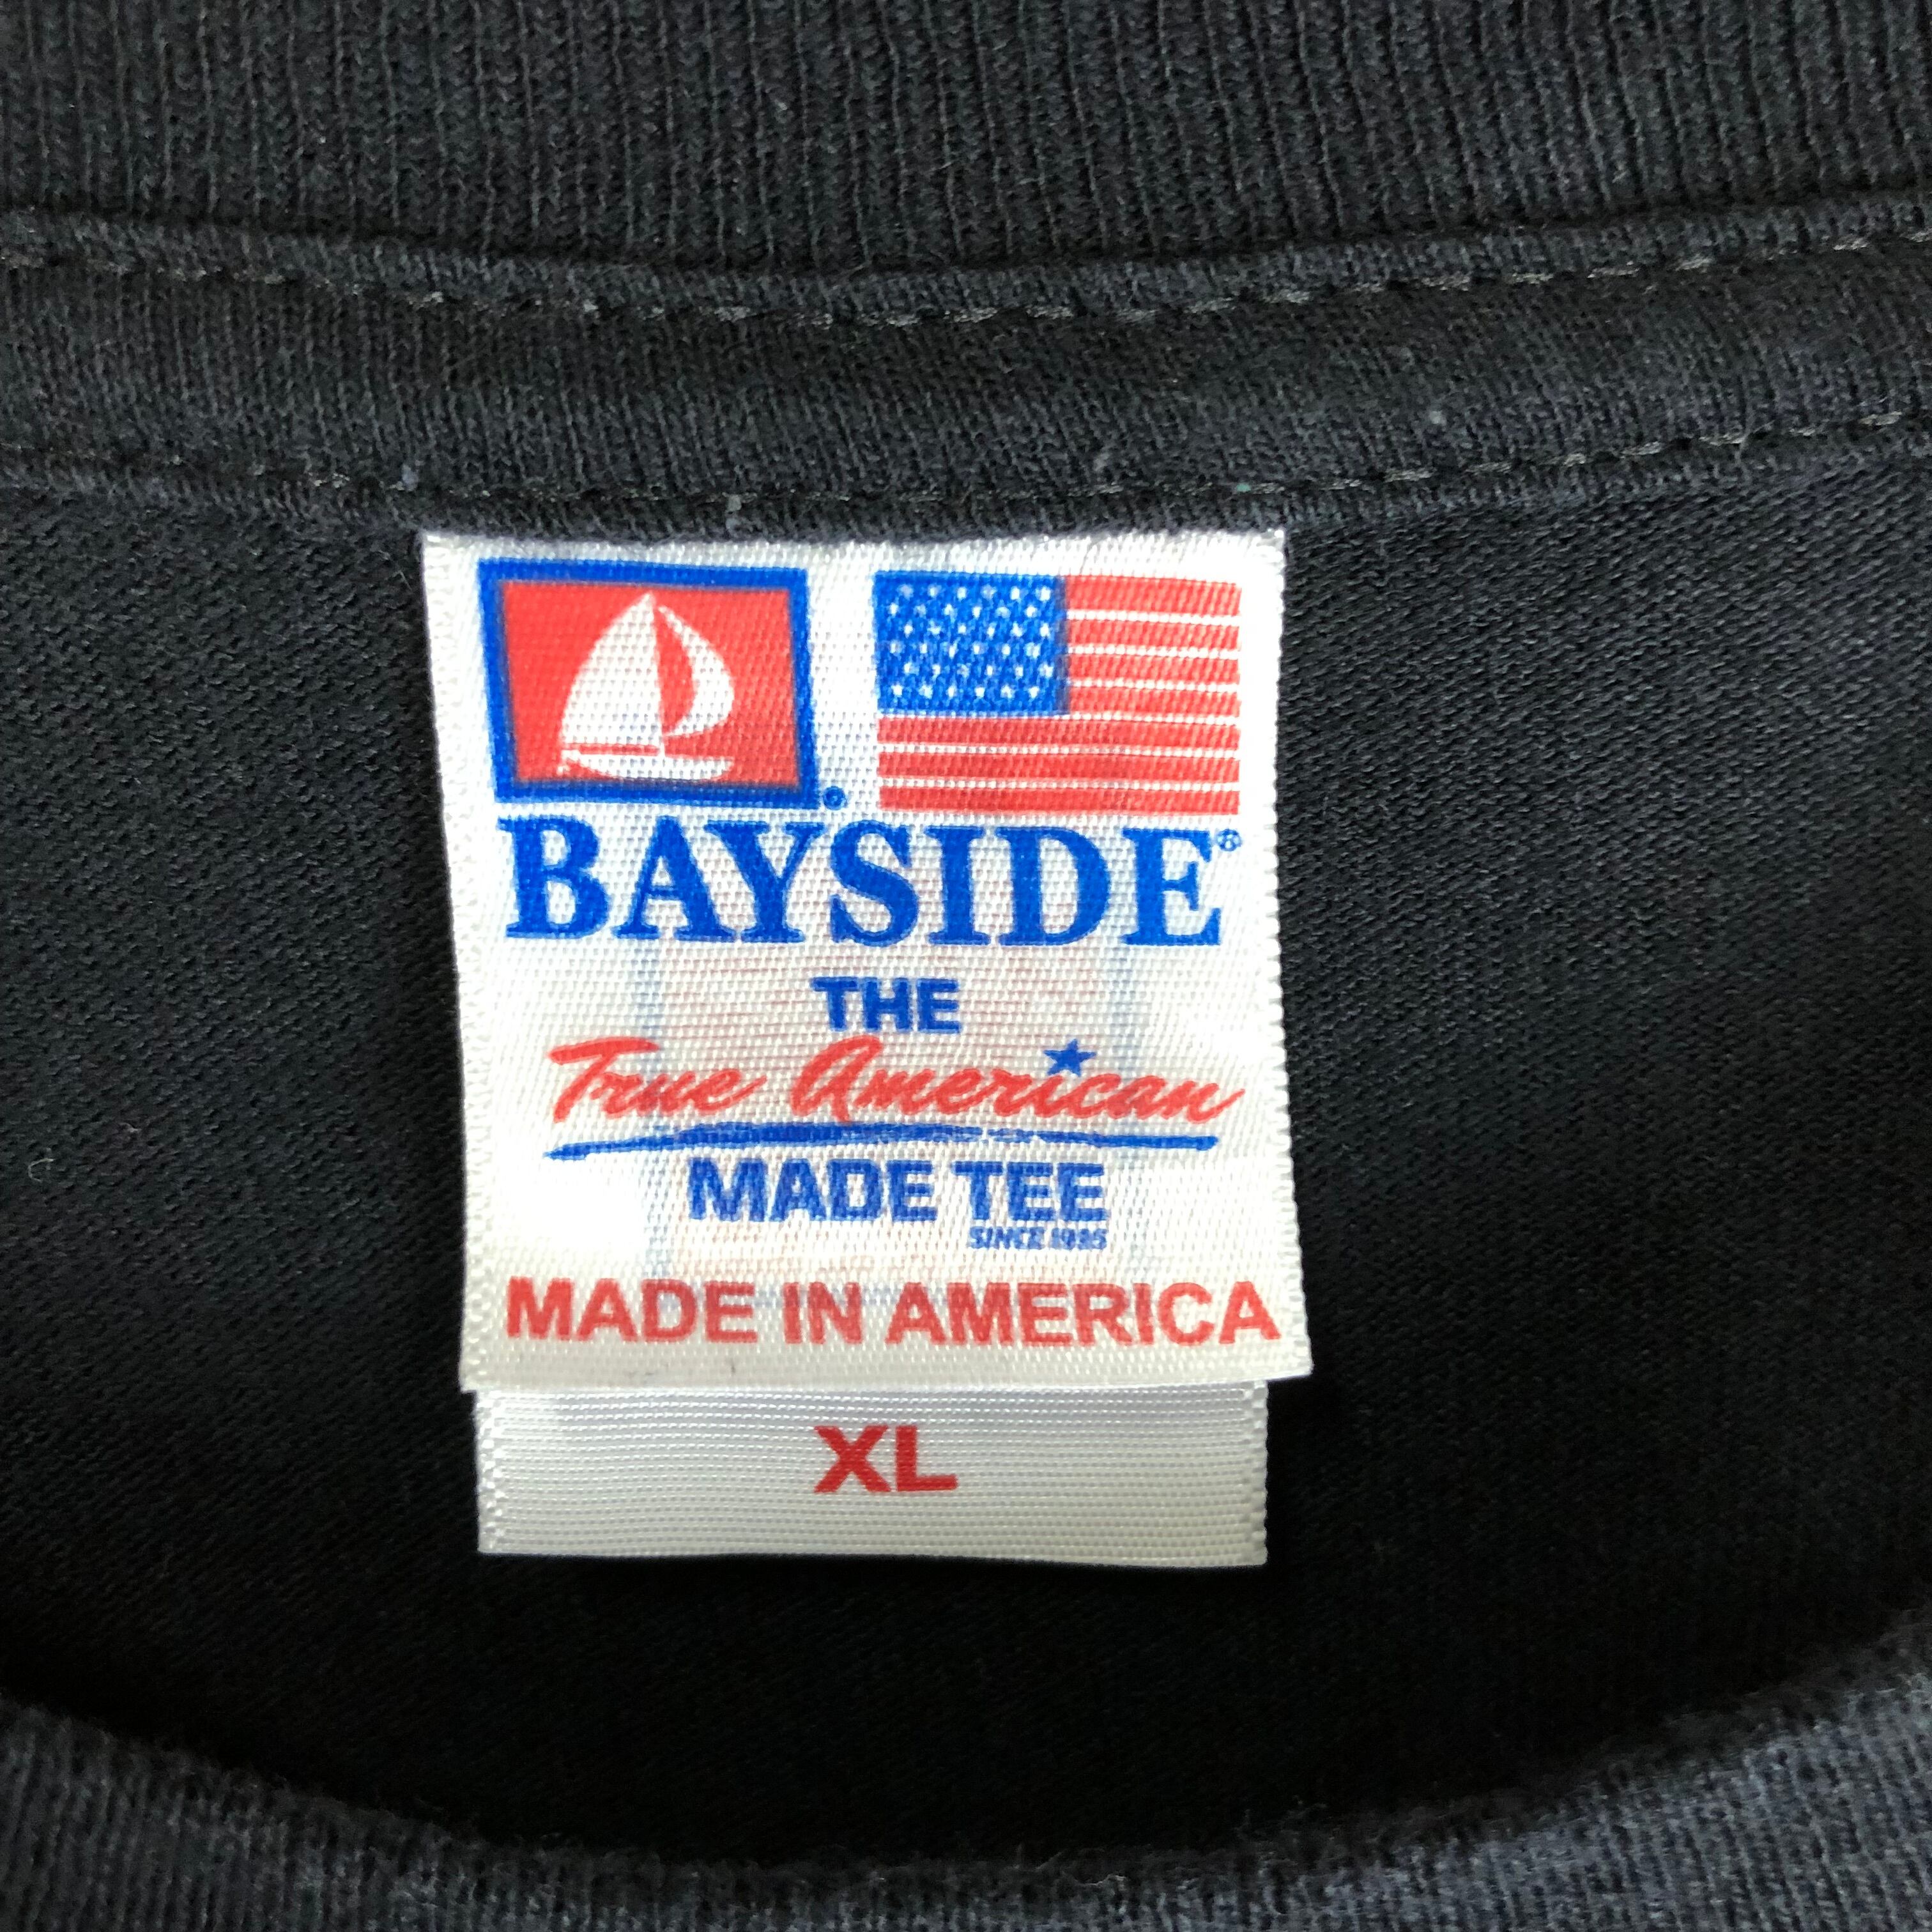 BAYSIDE®
THE
True American
MADE TEE
SINCE 1985
MADE IN AMERICA
XL